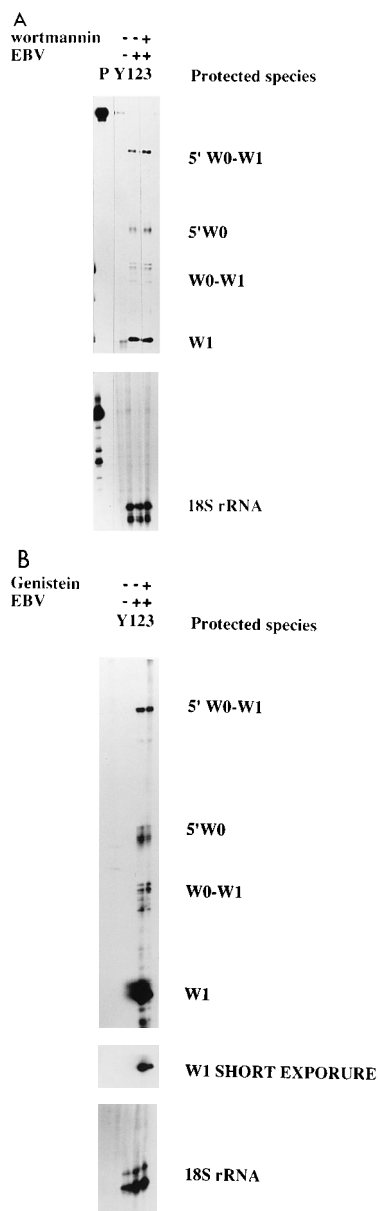 A
wortmannin - - +
EBV - + +
P Y 1 2 3 Protected species
5' W0-W1
5'W0
W0-W1
W1
18S rRNA
B
Genistein - - +
EBV - + +
Y 1 2 3 Protected species
5' W0-W1
5'W0
W0-W1
W1
W1 SHORT EXPORURE
18S rRNA